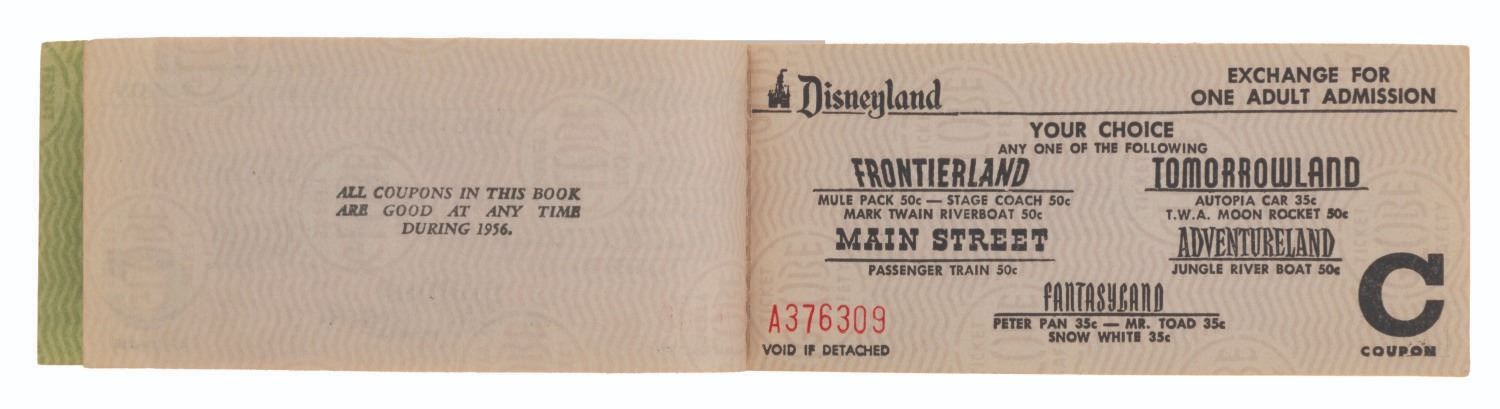 ALL COUPONS IN THIS BOOK
ARE GOOD AT ANY TIME
DURING 1956.
Disneyland
EXCHANGE FOR
ONE ADULT ADMISSION
YOUR CHOICE
ANY ONE OF THE FOLLOWING
FRONTIERLAND
MULE PACK 50c — STAGE COACH 50c
MARK TWAIN RIVERBOAT 50c
TOMORROWLAND
AUTOPIA CAR 35c
T.W.A. MOON ROCKET 50c
MAIN STREET
PASSENGER TRAIN 50c
ADVENTURELAND
JUNGLE RIVER BOAT 50c
FANTASYLAND
PETER PAN 35c — MR. TOAD 35c
SNOW WHITE 35c
A376309
VOID IF DETACHED
C
COUPON